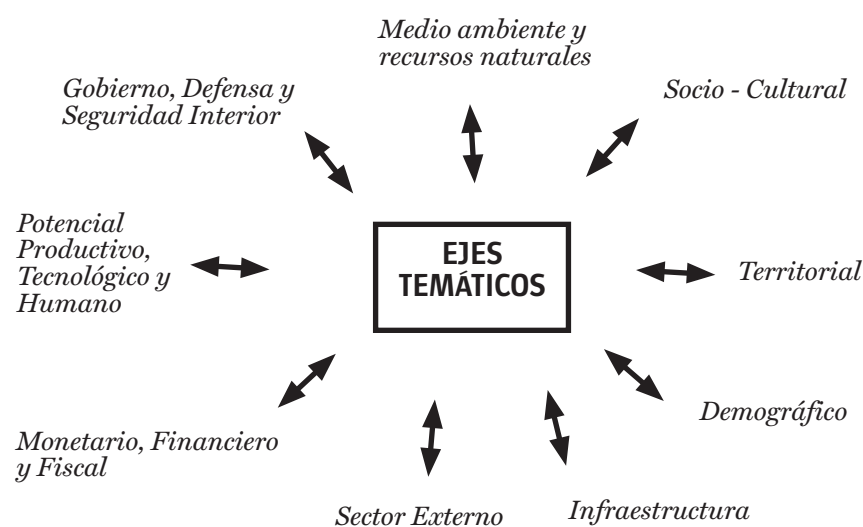 Medio ambiente y
recursos naturales
Gobierno, Defensa y
Seguridad Interior
Socio - Cultural
Potencial
Productivo,
Tecnológico y
Humano
EJES
TEMÁTICOS
Territorial
Demográfico
Monetario, Financiero
y Fiscal
Sector Externo
Infraestructura